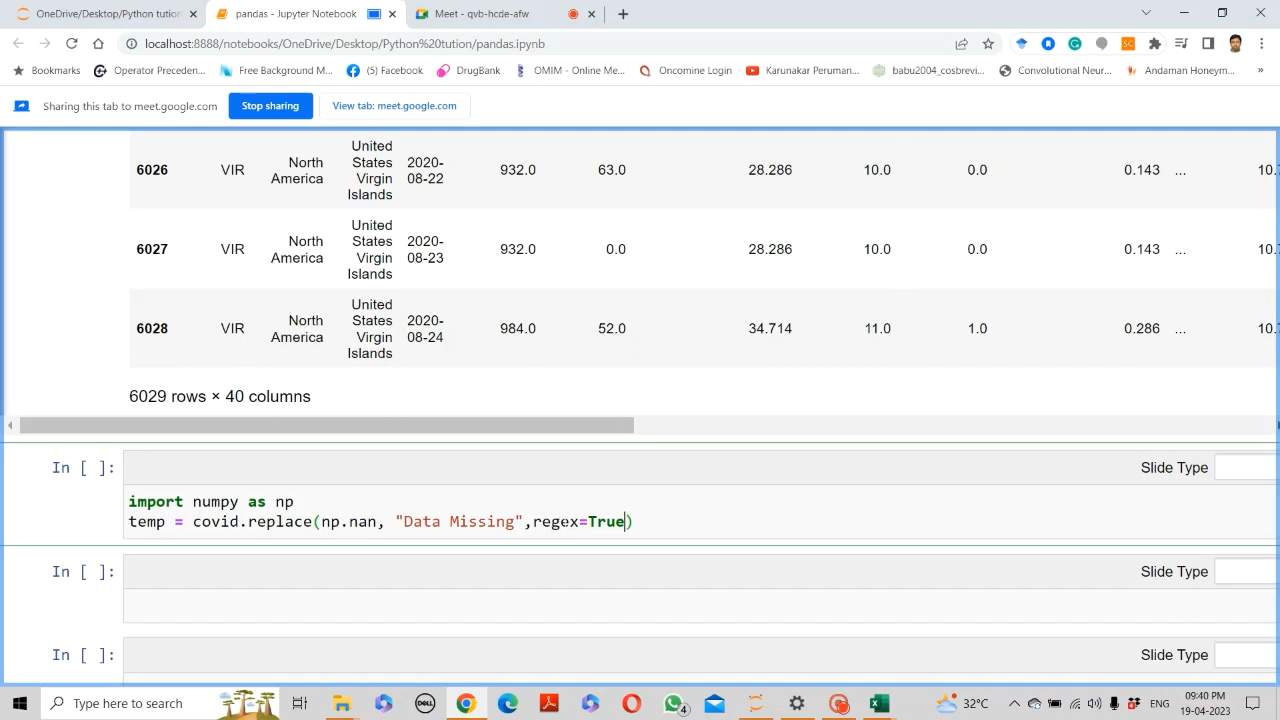 OneDrive/Desktop/Python tution
pandas - Jupyter Notebook
Meet - qvb-hcde-afw
localhost:8888/notebooks/OneDrive/Desktop/Python%20tution/pandas.ipynb
Bookmarks
Operator Preceden...
Free Background M...
(5) Facebook
DrugBank
OMIM - Online Me...
Oncomine Login
Karunakar Peruman...
babu2004_cosbrevi...
Convolutional Neur...
Andaman Honeym...
»
Sharing this tab to meet.google.com
Stop sharing
View tab: meet.google.com
6026 VIR North America United States Virgin Islands 2020-08-22 932.0 63.0 28.286 10.0 0.0 0.143 ...
6027 VIR North America United States Virgin Islands 2020-08-23 932.0 0.0 28.286 10.0 0.0 0.143 ...
6028 VIR North America United States Virgin Islands 2020-08-24 984.0 52.0 34.714 11.0 1.0 0.286 ...
6029 rows × 40 columns
In [ ]:
Slide Type
import numpy as np
temp = covid.replace(np.nan, "Data Missing",regex=True)
In [ ]:
Slide Type
In [ ]:
Slide Type
Type here to search
DELL
32°C
ENG
09:40 PM
19-04-2023